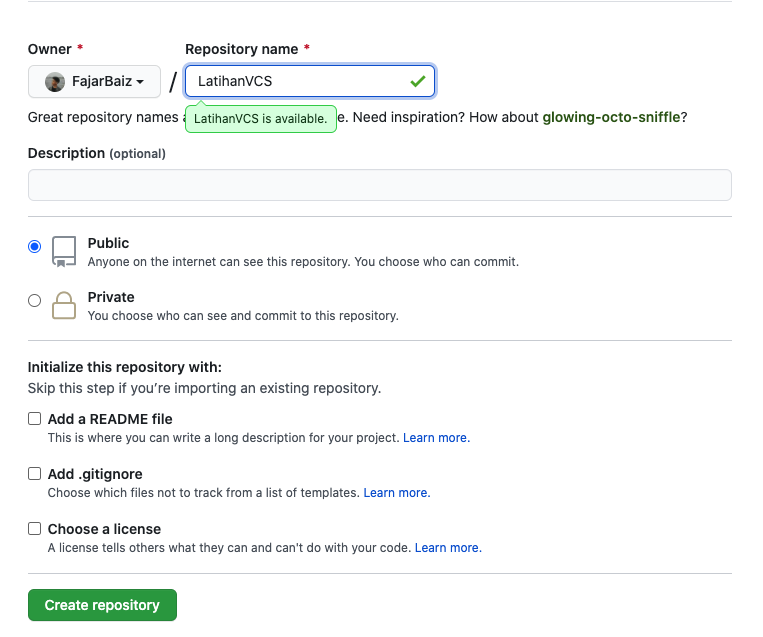 Owner *
Repository name *
FajarBaiz
/
LatihanVCS
LatihanVCS is available.
Great repository names e. Need inspiration? How about glowing-octo-sniffle?
Description (optional)
Public
Anyone on the internet can see this repository. You choose who can commit.
Private
You choose who can see and commit to this repository.
Initialize this repository with:
Skip this step if you’re importing an existing repository.
Add a README file
This is where you can write a long description for your project. Learn more.
Add .gitignore
Choose which files not to track from a list of templates. Learn more.
Choose a license
A license tells others what they can and can't do with your code. Learn more.
Create repository